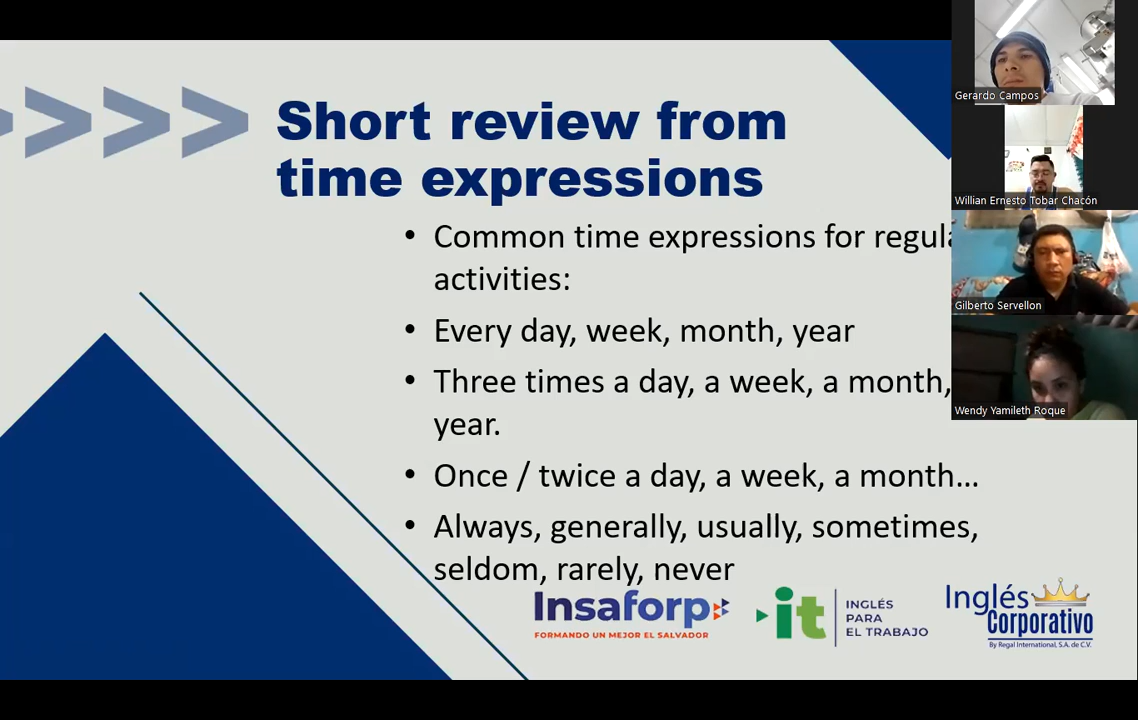 Short review from
time expressions
• Common time expressions for regula
activities:
• Every day, week, month, year
• Three times a day, a week, a month,
year.
• Once / twice a day, a week, a month...
• Always, generally, usually, sometimes,
seldom, rarely, never
Insaforp
FORMANDO UN MEJOR EL SALVADOR
it
INGLÉS
PARA
EL TRABAJO
Inglés
Corporativo
By Regal International, S.A. de C.V.
Gerardo Campos
Willian Ernesto Tobar Chacón
Gilberto Servellon
Wendy Yamileth Roque